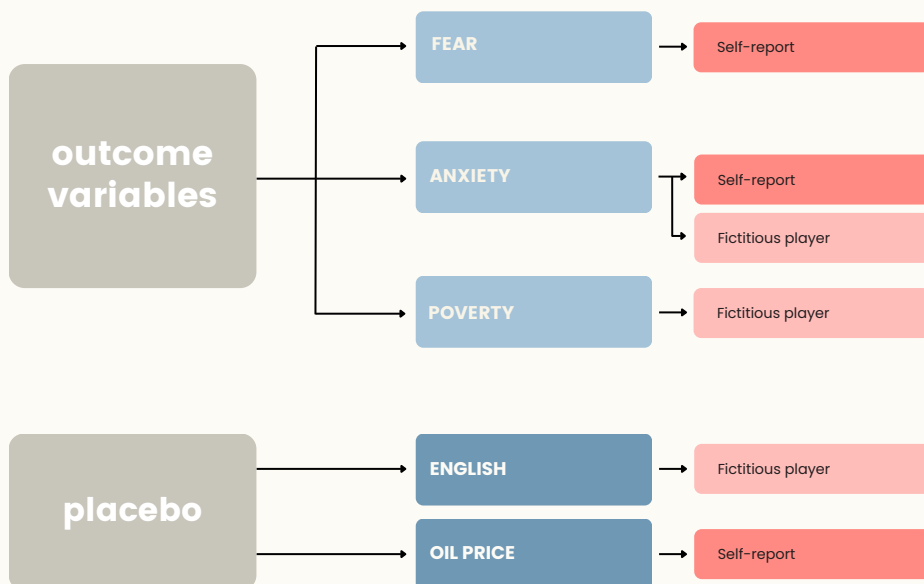 outcome
variables
FEAR
Self-report
ANXIETY
Self-report
Fictitious player
POVERTY
Fictitious player
placebo
ENGLISH
Fictitious player
OIL PRICE
Self-report